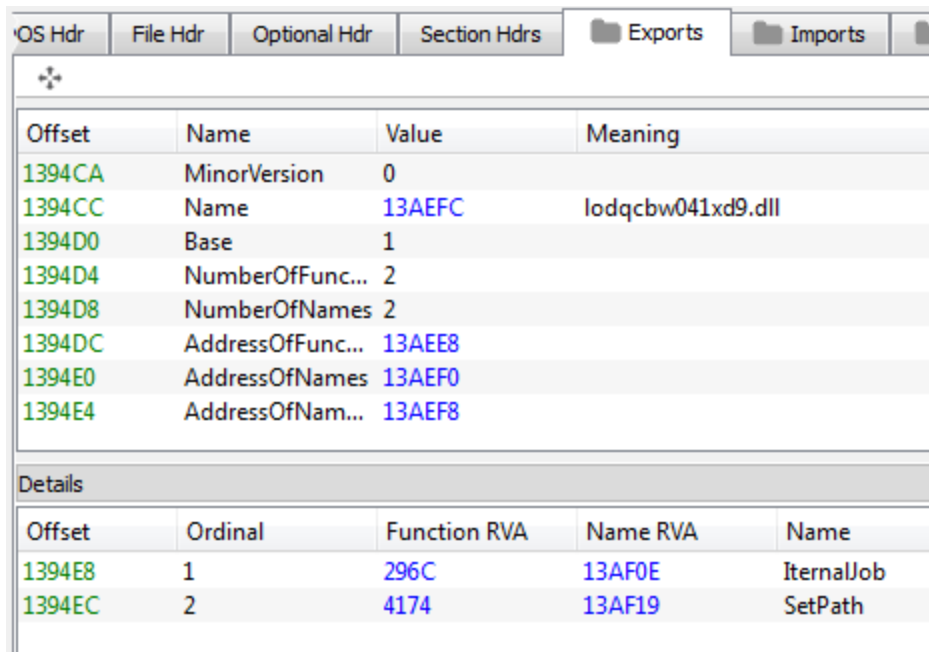 OS Hdr File Hdr Optional Hdr Section Hdrs Exports Imports
Offset Name Value Meaning
1394CA MinorVersion 0
1394CC Name 13AEFC lodqcbw041xd9.dll
1394D0 Base 1
1394D4 NumberOfFunc... 2
1394D8 NumberOfNames 2
1394DC AddressOfFunc... 13AEE8
1394E0 AddressOfNames 13AEF0
1394E4 AddressOfNam... 13AEF8
Details
Offset Ordinal Function RVA Name RVA Name
1394E8 1 296C 13AF0E IternalJob
1394EC 2 4174 13AF19 SetPath